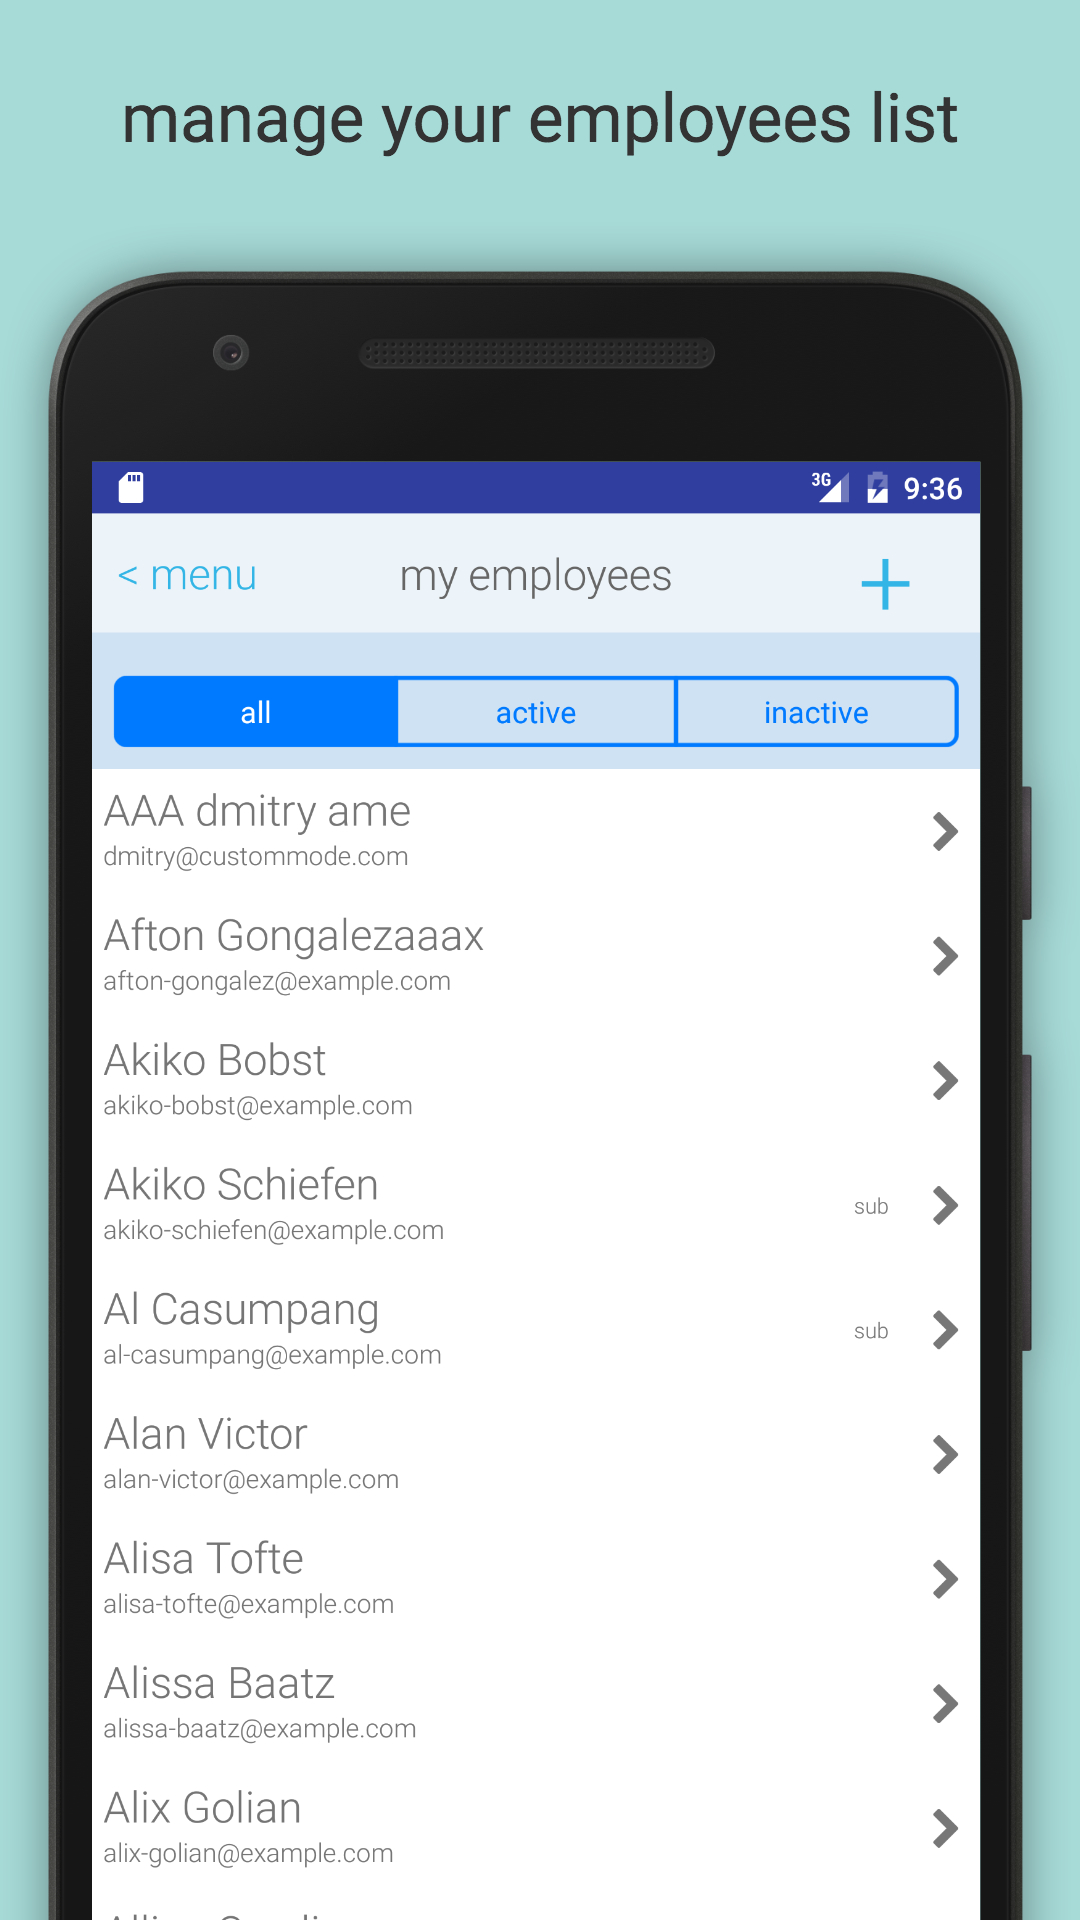 manage your employees list
3G 9:36
< menu my employees +
all active inactive
AAA dmitry ame
dmitry@custommode.com
Afton Gongalezaaax
afton-gongalez@example.com
Akiko Bobst
akiko-bobst@example.com
Akiko Schiefen
akiko-schiefen@example.com
sub
Al Casumpang
al-casumpang@example.com
sub
Alan Victor
alan-victor@example.com
Alisa Tofte
alisa-tofte@example.com
Alissa Baatz
alissa-baatz@example.com
Alix Golian
alix-golian@example.com